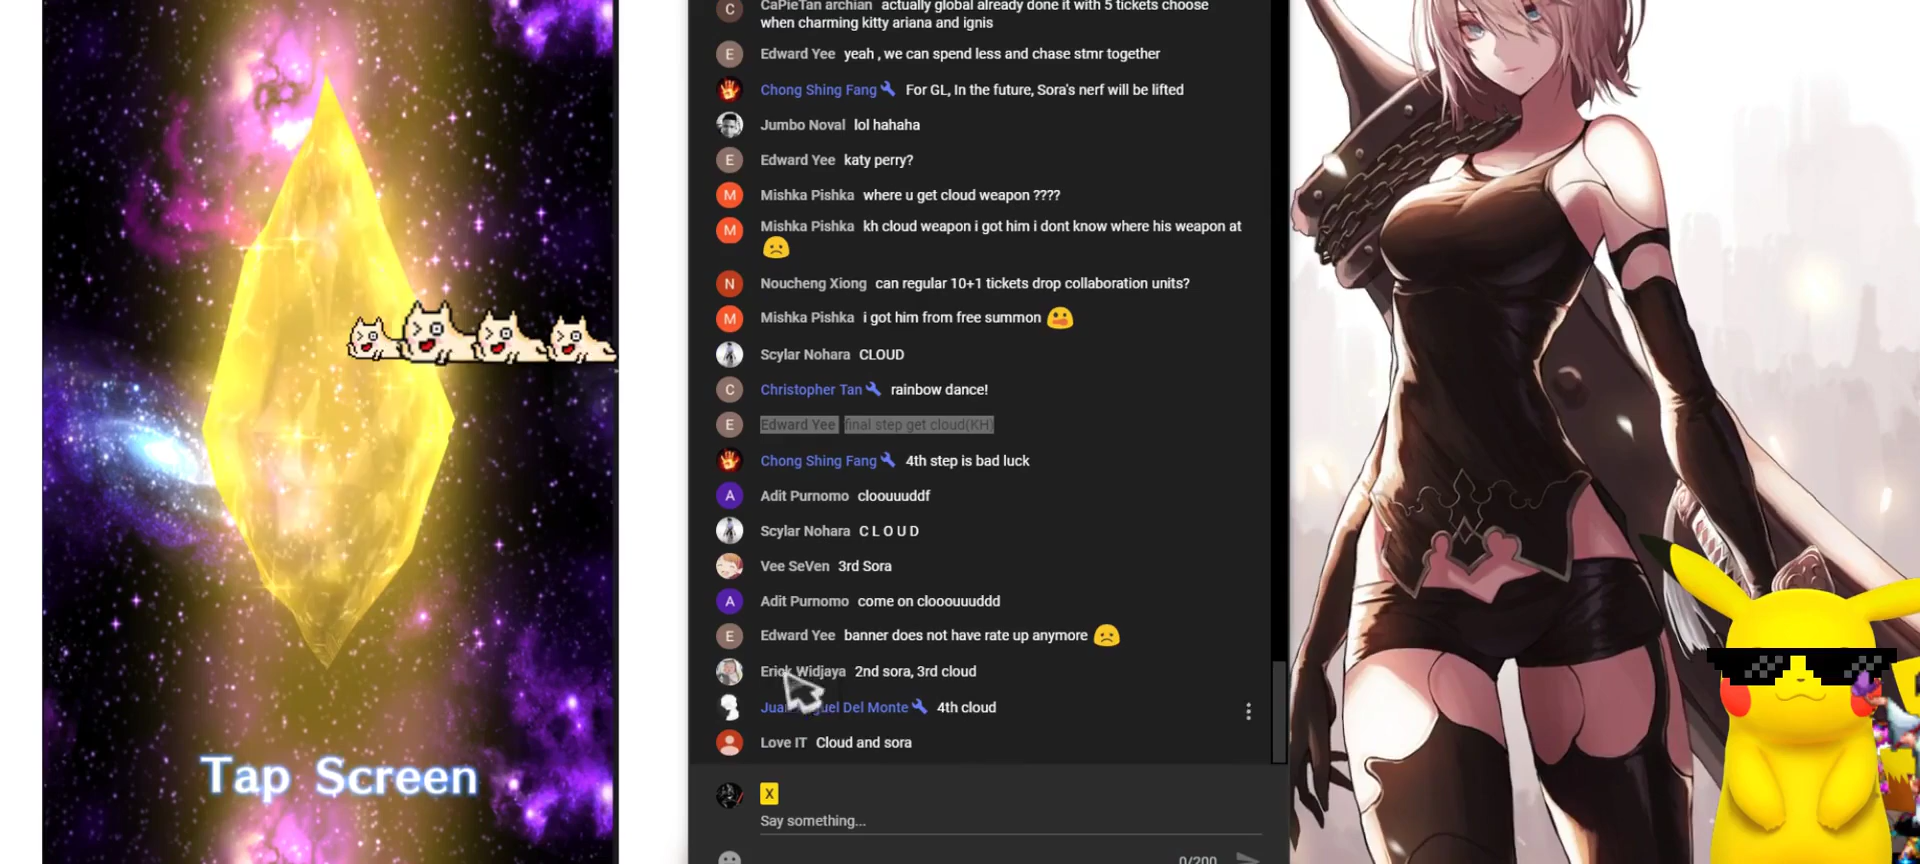 CaPieTan archian actually global already done it with 5 tickets choose
when charming kitty ariana and ignis
E Edward Yee yeah , we can spend less and chase stmr together
Chong Shing Fang For GL, In the future, Sora's nerf will be lifted
Jumbo Noval lol hahaha
E Edward Yee katy perry?
M Mishka Pishka where u get cloud weapon ????
M Mishka Pishka kh cloud weapon i got him i dont know where his weapon at
N Noucheng Xiong can regular 10+1 tickets drop collaboration units?
M Mishka Pishka i got him from free summon
Scylar Nohara CLOUD
C Christopher Tan rainbow dance!
E Edward Yee final step get cloud(KH)
Chong Shing Fang 4th step is bad luck
A Adit Purnomo cloouuuddf
Scylar Nohara C L O U D
Vee SeVen 3rd Sora
A Adit Purnomo come on clooouuuddd
E Edward Yee banner does not have rate up anymore
Erick Widjaya 2nd sora, 3rd cloud
Del Monte 4th cloud
Love IT Cloud and sora
X
Say something...
0/200
Tap Screen